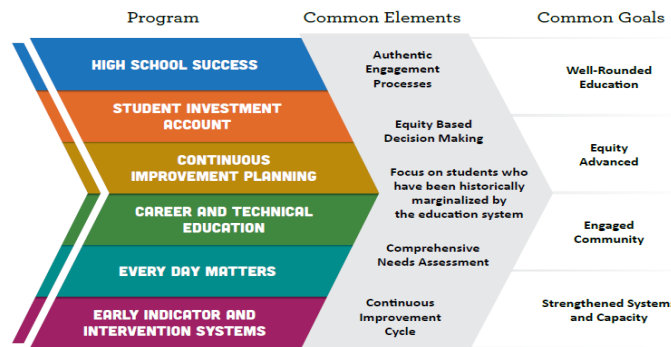 Program
Common Elements
Common Goals
HIGH SCHOOL SUCCESS
STUDENT INVESTMENT
ACCOUNT
CONTINUOUS
IMPROVEMENT PLANNING
CAREER AND TECHNICAL
EDUCATION
EVERY DAY MATTERS
EARLY INDICATOR AND
INTERVENTION SYSTEMS
Authentic
Engagement
Processes
Equity Based
Decision Making
Focus on students who
have been historically
marginalized by
the education system
Comprehensive
Needs Assessment
Continuous
Improvement
Cycle
Well-Rounded
Education
Equity
Advanced
Engaged
Community
Strengthened Systems
and Capacity